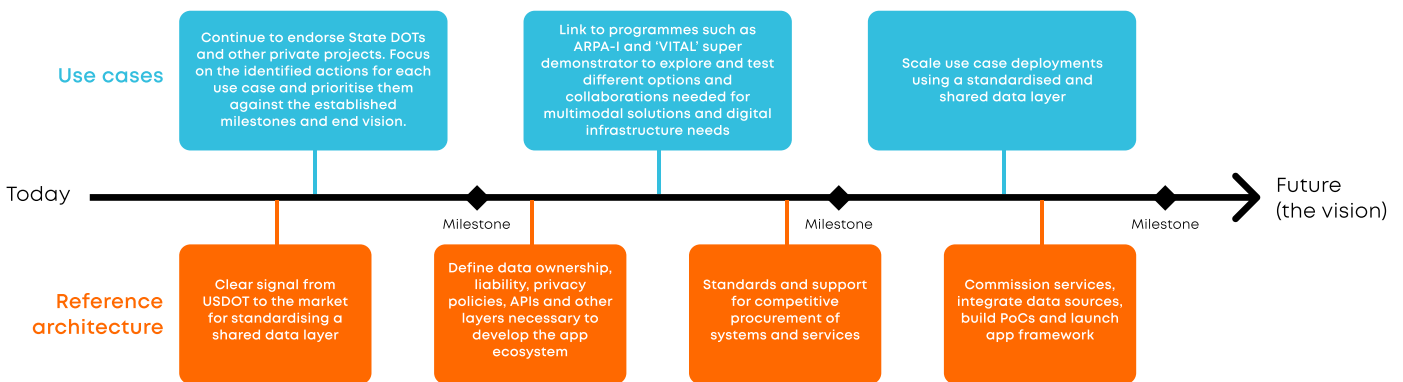 Use cases
Continue to endorse State DOTs
and other private projects. Focus
on the identified actions for each
use case and prioritise them
against the established
milestones and end vision.
Link to programmes such as
ARPA-I and ‘VITAL’ super
demonstrator to explore and test
different options and
collaborations needed for
multimodal solutions and digital
infrastructure needs
Scale use case deployments
using a standardised and
shared data layer
Today
Future
(the vision)
Milestone
Milestone
Milestone
Reference
architecture
Clear signal from
USDOT to the market
for standardising a
shared data layer
Define data ownership,
liability, privacy
policies, APIs and other
layers necessary to
develop the app
ecosystem
Standards and support
for competitive
procurement of
systems and services
Commission services,
integrate data sources,
build PoCs and launch
app framework